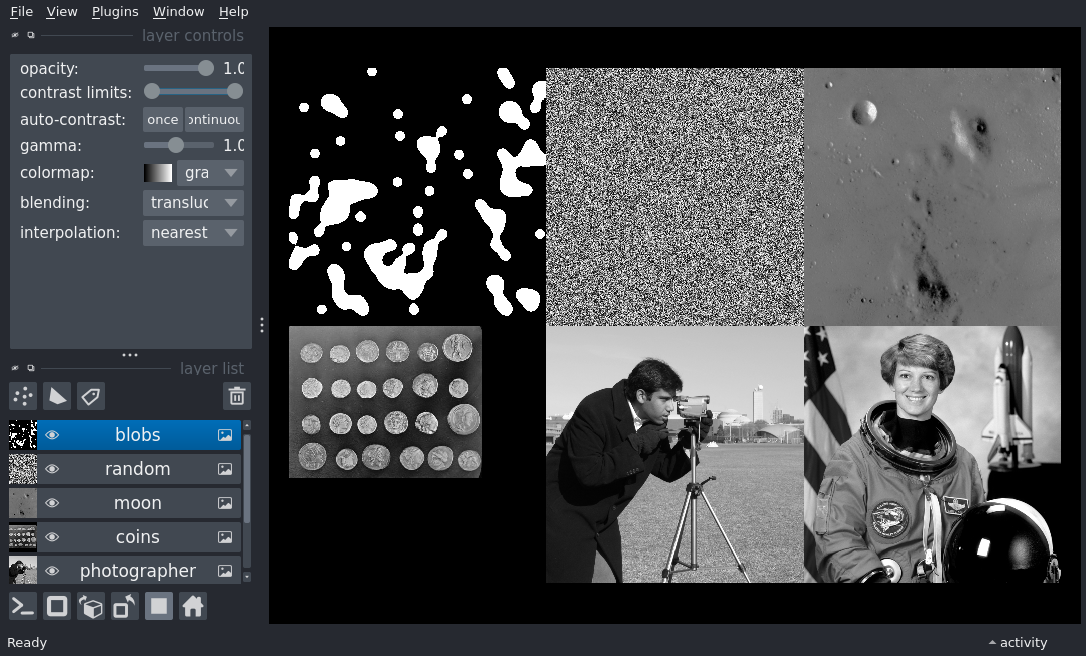 File View Plugins Window Help
layer controls
opacity: 1.0
contrast limits:
auto-contrast: once ontinuou
gamma: 1.0
colormap: gra
blending: transluc
interpolation: nearest
layer list
blobs
random
moon
coins
photographer
Ready
activity